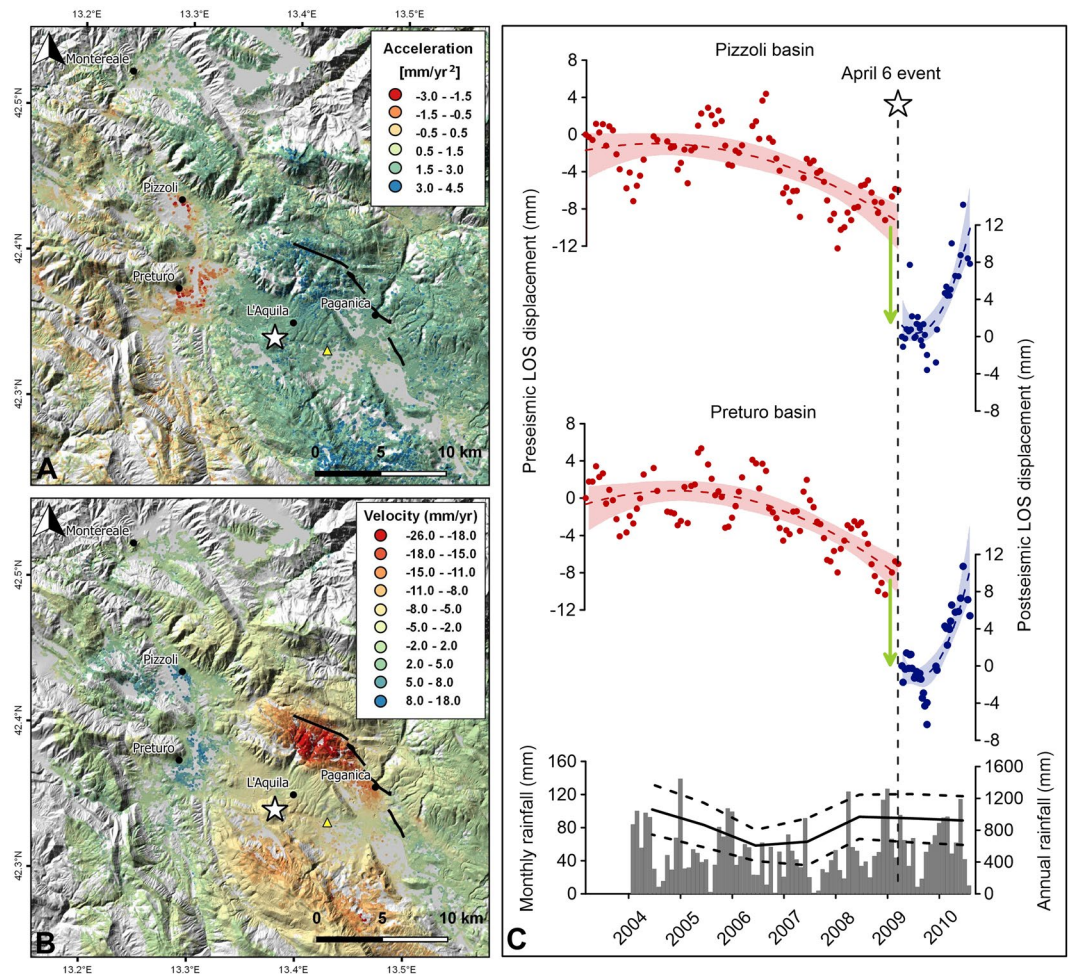 13.2°E 13.3°E 13.4°E 13.5°E
Montereale
Acceleration
[mm/yr²]
-3.0 - -1.5
-1.5 - -0.5
-0.5 - 0.5
0.5 - 1.5
1.5 - 3.0
3.0 - 4.5
42.5°N
42.4°N
42.3°N
Pizzoli
Preturo
L'Aquila
Paganica
0 5 10 km
A
Montereale
Velocity (mm/yr)
-26.0 - -18.0
-18.0 - -15.0
-15.0 - -11.0
-11.0 - -8.0
-8.0 - -5.0
-5.0 - -2.0
-2.0 - 2.0
2.0 - 5.0
5.0 - 8.0
8.0 - 18.0
42.5°N
42.4°N
42.3°N
Pizzoli
Preturo
L'Aquila
Paganica
0 5 10 km
B
13.2°E 13.3°E 13.4°E 13.5°E
Pizzoli basin
April 6 event
8
4
0
-4
-8
-12
12
8
4
0
-4
-8
Preseismic LOS displacement (mm)
Postseismic LOS displacement (mm)
Preturo basin
8
4
0
-4
-8
-12
12
8
4
0
-4
-8
Monthly rainfall (mm)
160
120
80
40
0
1600
1200
800
400
0
Annual rainfall (mm)
2004 2005 2006 2007 2008 2009 2010
C